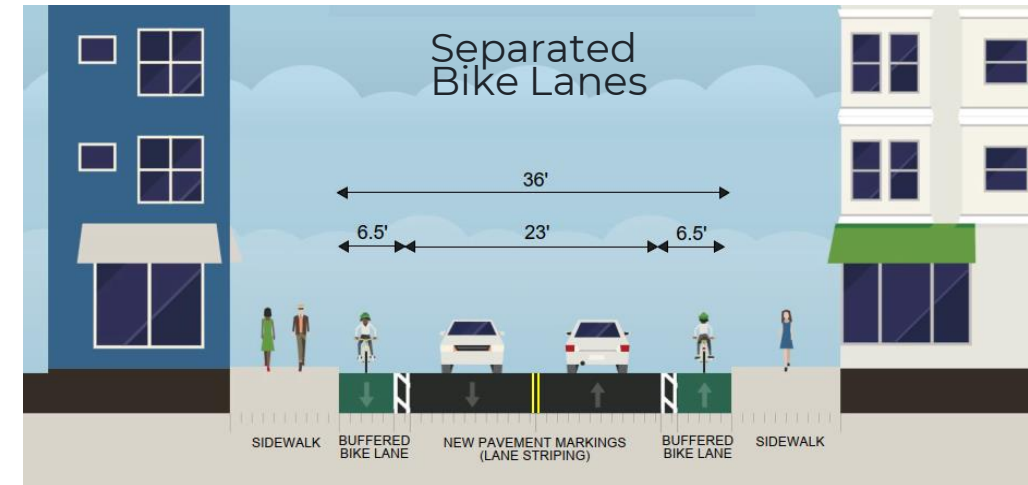 Separated
Bike Lanes
36'
6.5'
23'
6.5'
SIDEWALK
BUFFERED
BIKE LANE
NEW PAVEMENT MARKINGS
(LANE STRIPING)
BUFFERED
BIKE LANE
SIDEWALK